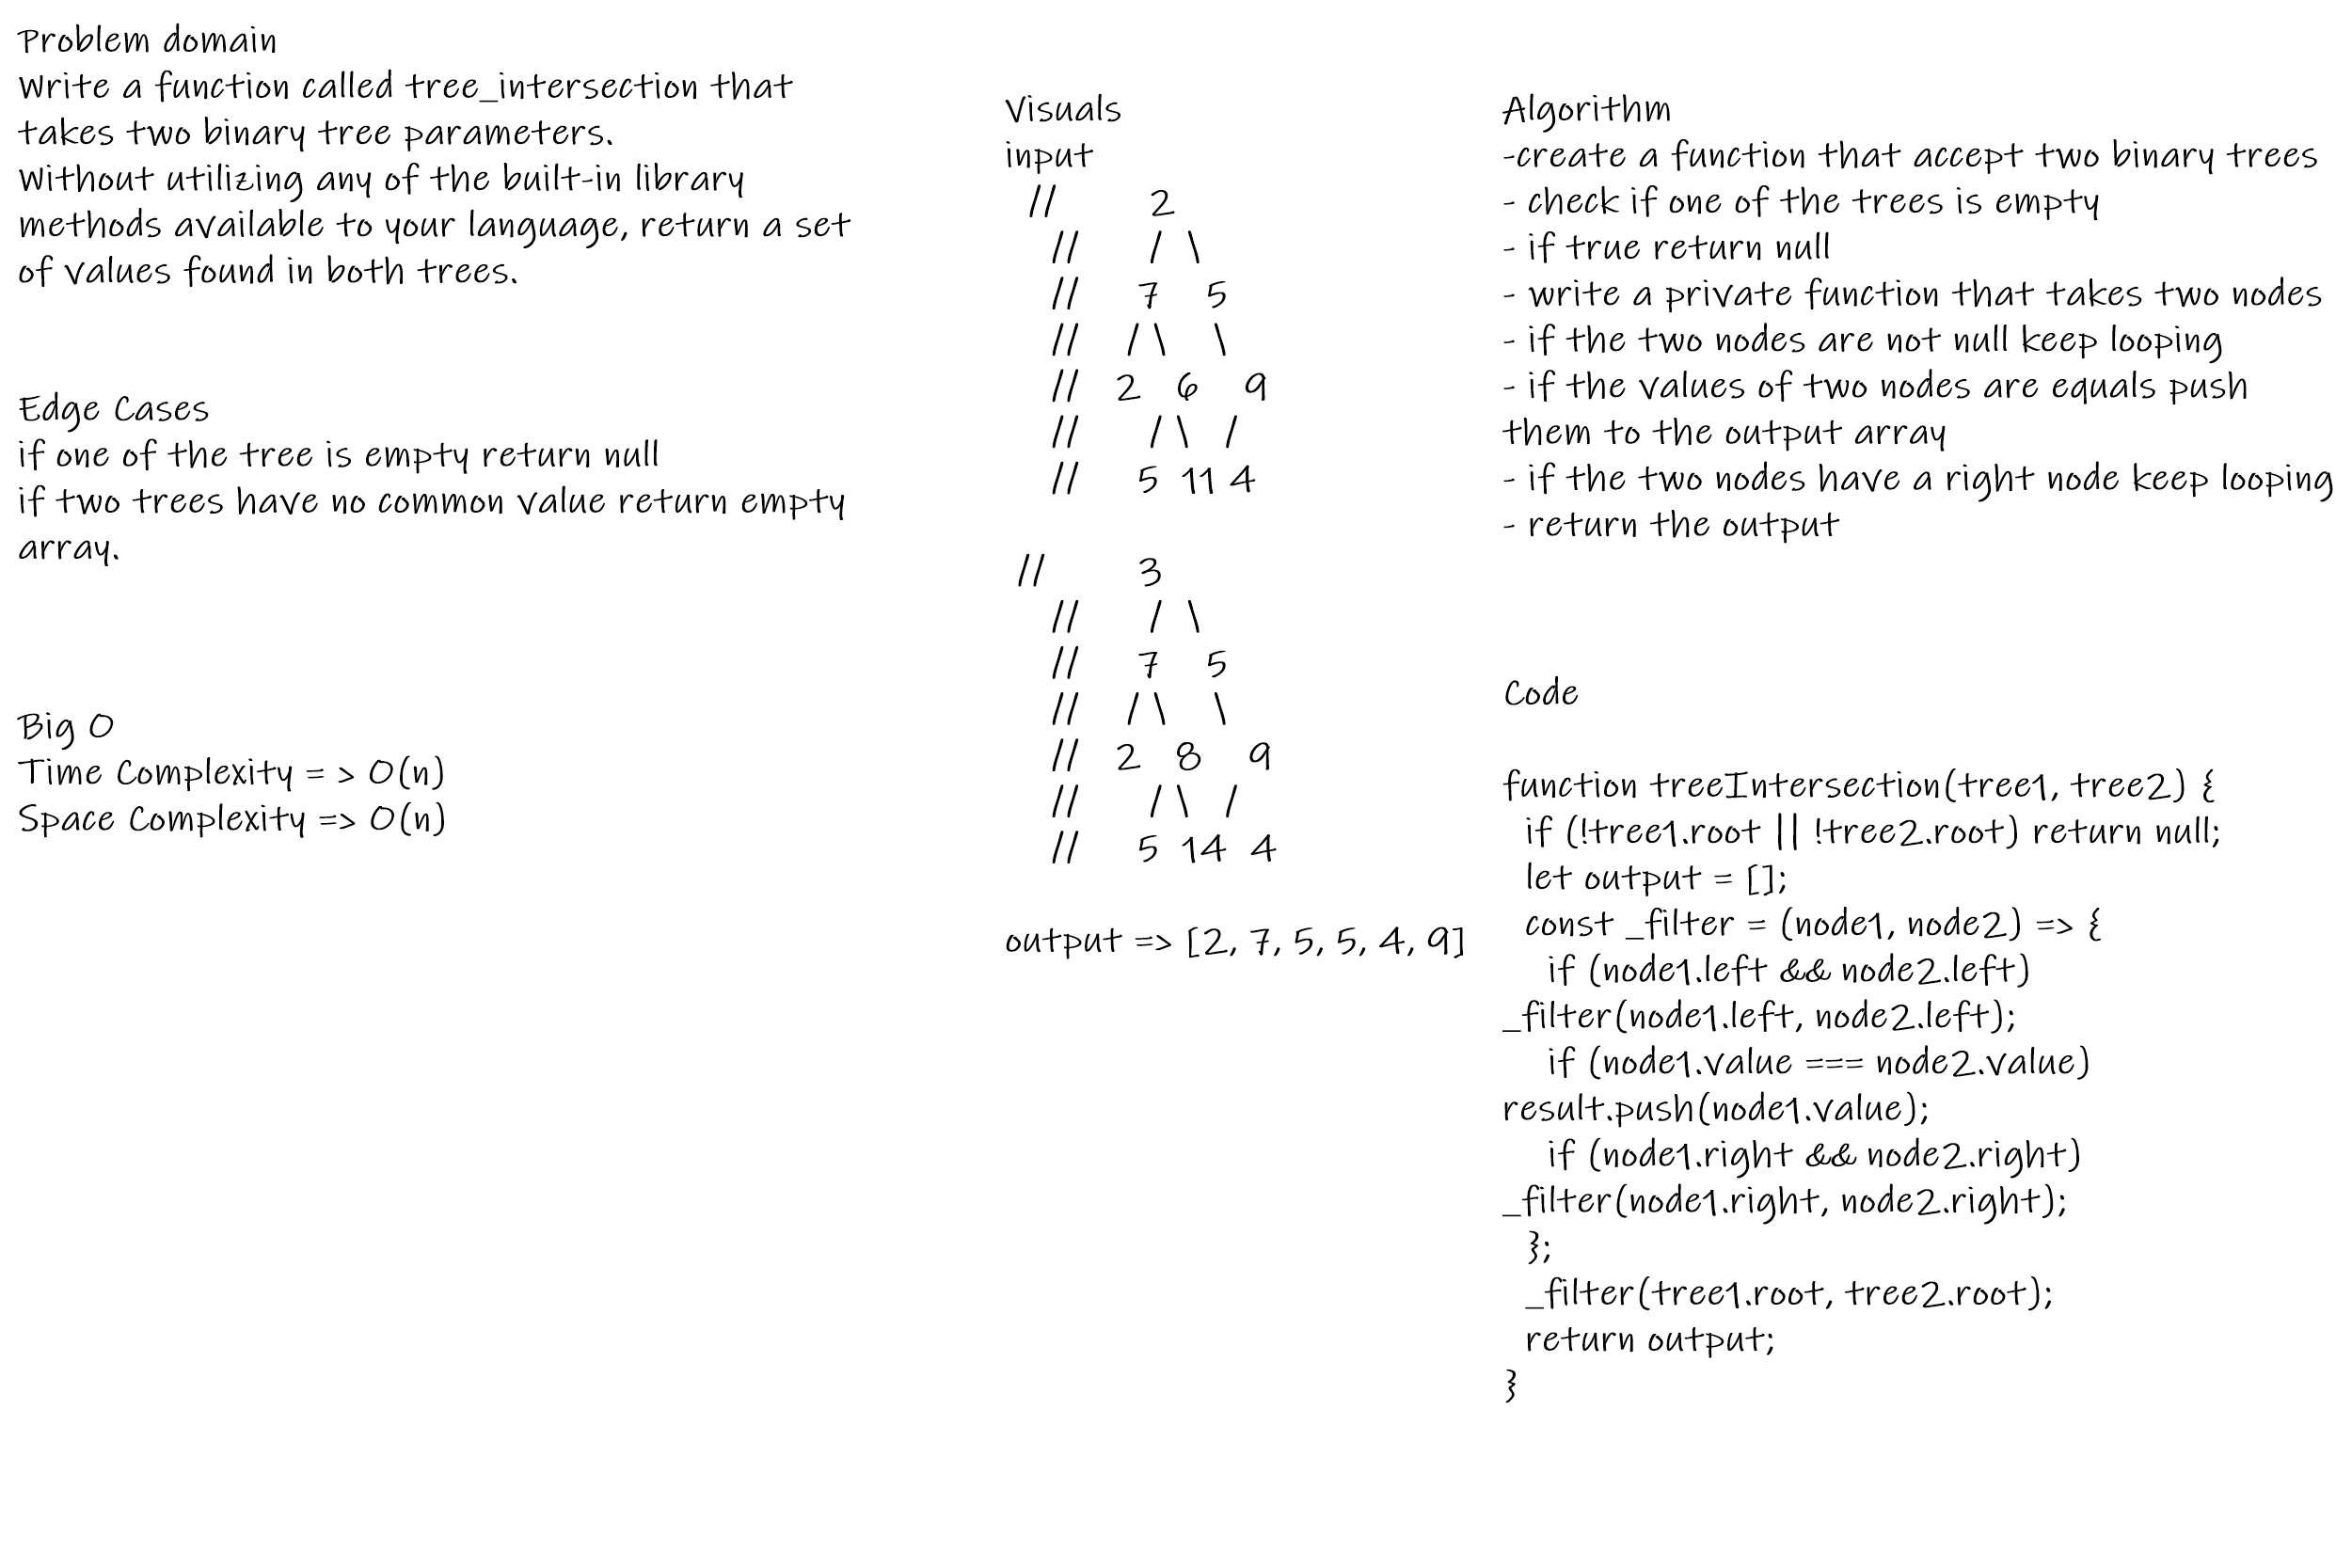 Problem domain
Write a function called tree_intersection that
takes two binary tree parameters.
Without utilizing any of the built-in library
methods available to your language, return a set
of values found in both trees.
Edge Cases
if one of the tree is empty return null
if two trees have no common value return empty
array.
Big O
Time Complexity = > O(n)
Space Complexity => O(n)
Visuals
input
// 2
// / \
// 7 5
// / \ \
// 2 6 9
// / \ /
// 5 11 4
// 3
// / \
// 7 5
// / \ \
// 2 8 9
// / \ /
// 5 14 4
output => [2, 7, 5, 5, 4, 9]
Algorithm
-create a function that accept two binary trees
- check if one of the trees is empty
- if true return null
- write a private function that takes two nodes
- if the two nodes are not null keep looping
- if the values of two nodes are equals push
them to the output array
- if the two nodes have a right node keep looping
- return the output
Code
function treeIntersection(tree1, tree2) {
if (!tree1.root || !tree2.root) return null;
let output = [];
const _filter = (node1, node2) => {
if (node1.left && node2.left)
_filter(node1.left, node2.left);
if (node1.value === node2.value)
result.push(node1.value);
if (node1.right && node2.right)
_filter(node1.right, node2.right);
};
_filter(tree1.root, tree2.root);
return output;
}